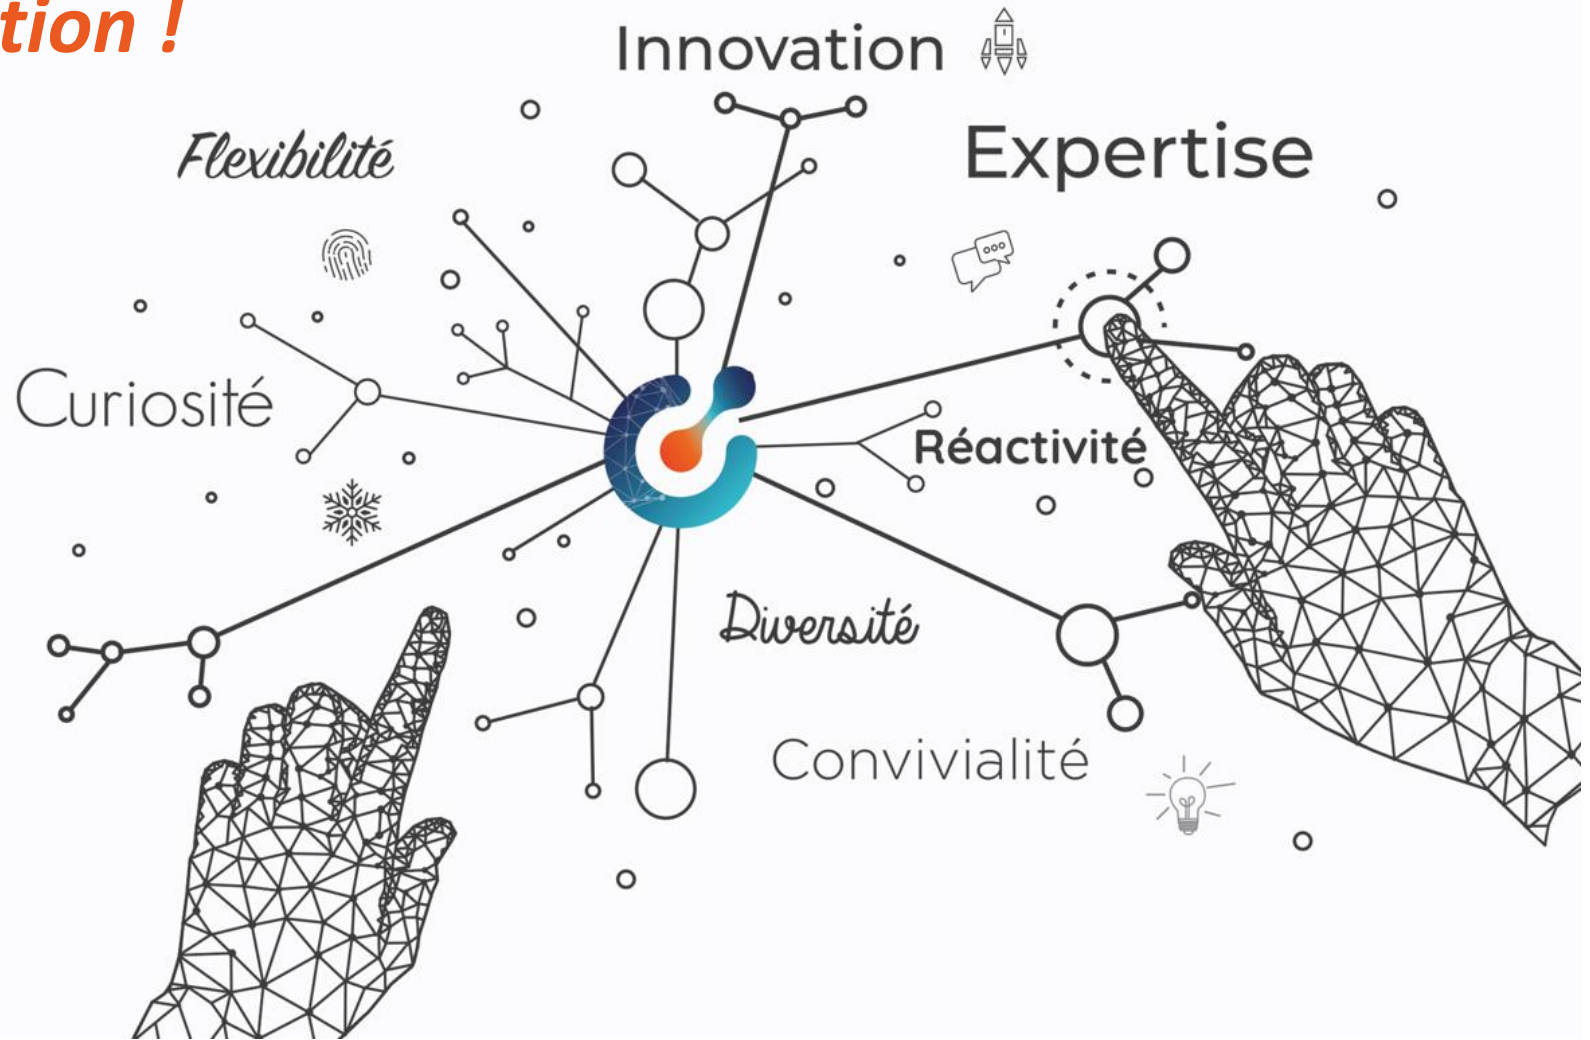 tion !
Innovation
Flexibilité
Expertise
Curiosité
Réactivité
Diversité
Convivialité